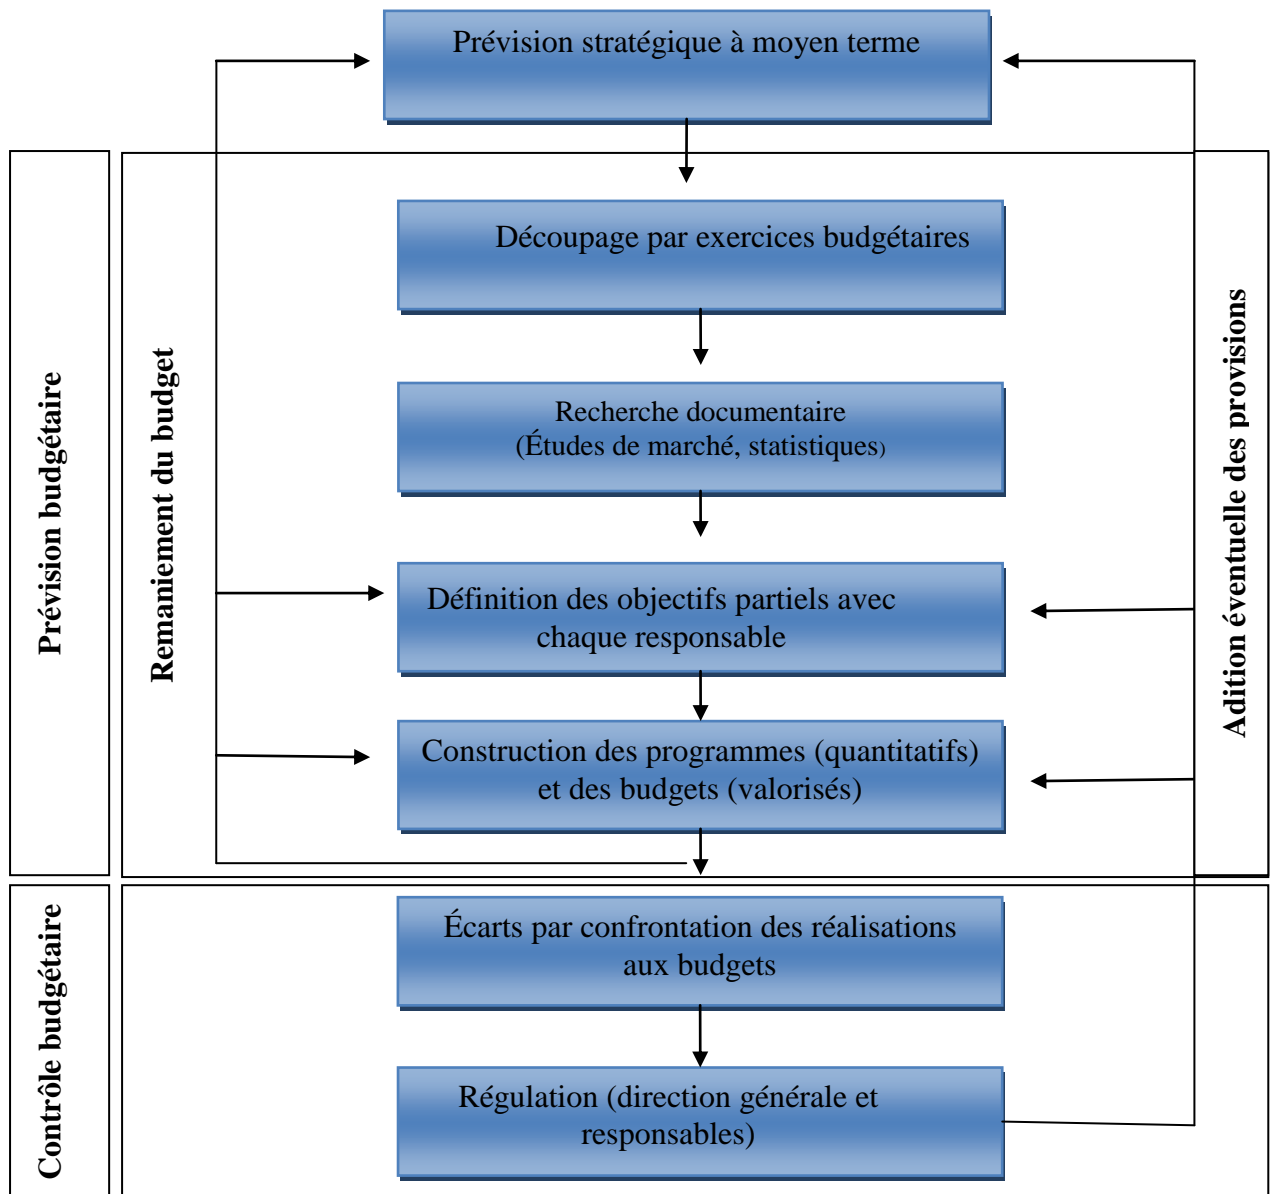 Prévision stratégique à moyen terme
Découpage par exercices budgétaires
Recherche documentaire
(Études de marché, statistiques)
Définition des objectifs partiels avec
chaque responsable
Construction des programmes (quantitatifs)
et des budgets (valorisés)
Écarts par confrontation des réalisations
aux budgets
Régulation (direction générale et
responsables)
Prévision budgétaire
Remaniement du budget
Adition éventuelle des provisions
Contrôle budgétaire